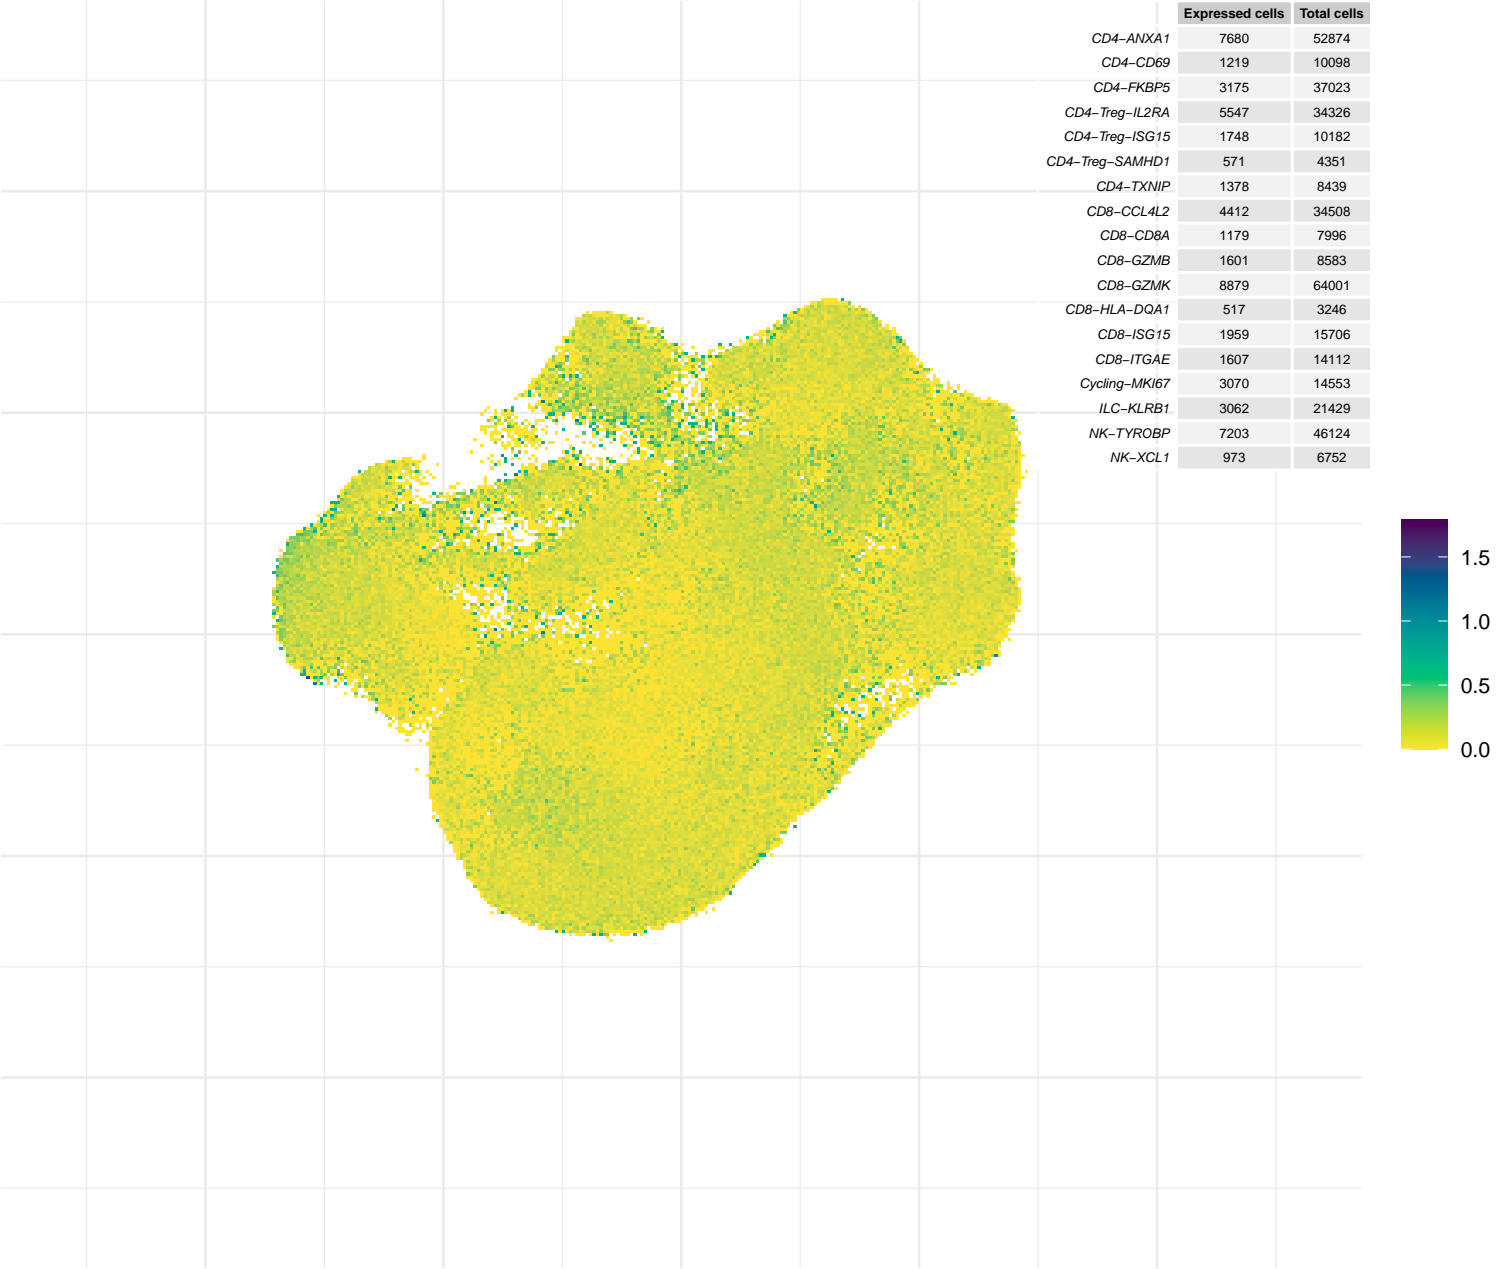 Expressed cells Total cells
CD4−ANXA1 7680 52874
CD4−CD69 1219 10098
CD4−FKBP5 3175 37023
CD4−Treg−IL2RA 5547 34326
CD4−Treg−ISG15 1748 10182
CD4−Treg−SAMHD1 571 4351
CD4−TXNIP 1378 8439
CD8−CCL4L2 4412 34508
CD8−CD8A 1179 7996
CD8−GZMB 1601 8583
CD8−GZMK 8879 64001
CD8−HLA−DQA1 517 3246
CD8−ISG15 1959 15706
CD8−ITGAE 1607 14112
Cycling−MKI67 3070 14553
ILC−KLRB1 3062 21429
NK−TYROBP 7203 46124
NK−XCL1 973 6752
1.5
1.0
0.5
0.0